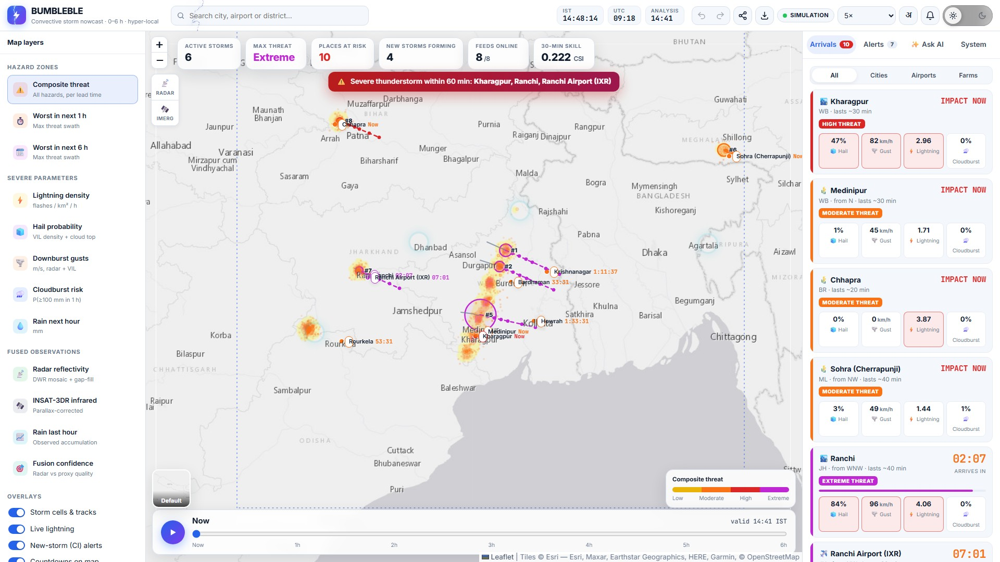 BUMBLEBLE
Convective storm nowcast · 0–6 h · hyper-local
Search city, airport or district...
IST
14:48:14
UTC
09:18
ANALYSIS
14:41
SIMULATION
5×
अ
Map layers
HAZARD ZONES
Composite threat
All hazards, per lead time
Worst in next 1 h
Max threat swath
Worst in next 6 h
Max threat swath
SEVERE PARAMETERS
Lightning density
flashes / km² / h
Hail probability
VIL density + cloud top
Downburst gusts
m/s, radar + VIL
Cloudburst risk
P(≥100 mm in 1 h)
Rain next hour
mm
FUSED OBSERVATIONS
Radar reflectivity
DWR mosaic + gap-fill
INSAT-3DR infrared
Parallax-corrected
Rain last hour
Observed accumulation
Fusion confidence
Radar vs proxy quality
OVERLAYS
Storm cells & tracks
Live lightning
New-storm (CI) alerts
Countdowns on map
+
−
RADAR
IMERG
ACTIVE STORMS
6
MAX THREAT
Extreme
PLACES AT RISK
10
NEW STORMS FORMING
4
FEEDS ONLINE
8 /8
30-MIN SKILL
0.222 CSI
Severe thunderstorm within 60 min: Kharagpur, Ranchi, Ranchi Airport (IXR)
BHUTAN
Darbhanga
Muzaffarpur
Guwahati
Maunath
Bhanjan
BIHAR
Jaunpur
#8
Chhapra Now
Purnia
Rangpur
Arrah
Patna
Raiganj
Dinajpur
MEGHALAYA
Shillong
Allahabad
Varanasi
Munger
#6
Sohra (Cherrapunji) Now
Mirzapur cum
Vindhyachal
Biharsharif
Bhagalpur
Sasaram
Malda
Sylhet
Silchar
Gaya
Bogra
Mymensingh
BANGLADESH
Rajshahi
Kishoreganj
Pabna
Dhanbad
Agartala
TRIPURA
JHARKHAND
Asansol
#1
Dhaka
Aizawl
Durgapur
#2
#7
Ranchi 02:07
Ranchi Airport (IXR) 07:01
Krishnanagar 1:11:37
Bardhaman 33:31
Jessore
MIZORA
Begumganj
Khulna
Jamshedpur
#5
Satkhira
Barisal
Howrah 1:33:31
Kolkata
Medinipur Now
Kharagpur Now
Kharagpur
Korba
Rourkela 53:31
Chittagong
Bilaspur
CHHATTISGARH
Sambalpur
Baleshwar
Raipur
ODISHA
Cuttack
Bhubaneswar
Puri
Sittw
Default
Composite threat
Low
Moderate
High
Extreme
Now
valid 14:41 IST
Now
1h
2h
3h
4h
5h
6h
Leaflet | Tiles © Esri — Esri, Maxar, Earthstar Geographics, HERE, Garmin, © OpenStreetMap
Arrivals 10
Alerts 7
Ask AI
System
All
Cities
Airports
Farms
Kharagpur
IMPACT NOW
WB · lasts ~30 min
HIGH THREAT
47%
Hail
82 km/h
Gust
2.96
Lightning
0%
Cloudburst
Medinipur
IMPACT NOW
WB · from N · lasts ~30 min
MODERATE THREAT
1%
Hail
45 km/h
Gust
1.71
Lightning
0%
Cloudburst
Chhapra
IMPACT NOW
BR · lasts ~20 min
MODERATE THREAT
0%
Hail
0 km/h
Gust
3.87
Lightning
0%
Cloudburst
Sohra (Cherrapunji)
IMPACT NOW
ML · from NW · lasts ~40 min
MODERATE THREAT
3%
Hail
49 km/h
Gust
1.44
Lightning
1%
Cloudburst
Ranchi
02:07
JH · from WNW · lasts ~40 min
ARRIVES IN
EXTREME THREAT
84%
Hail
96 km/h
Gust
4.06
Lightning
0%
Cloudburst
Ranchi Airport (IXR)
07:01